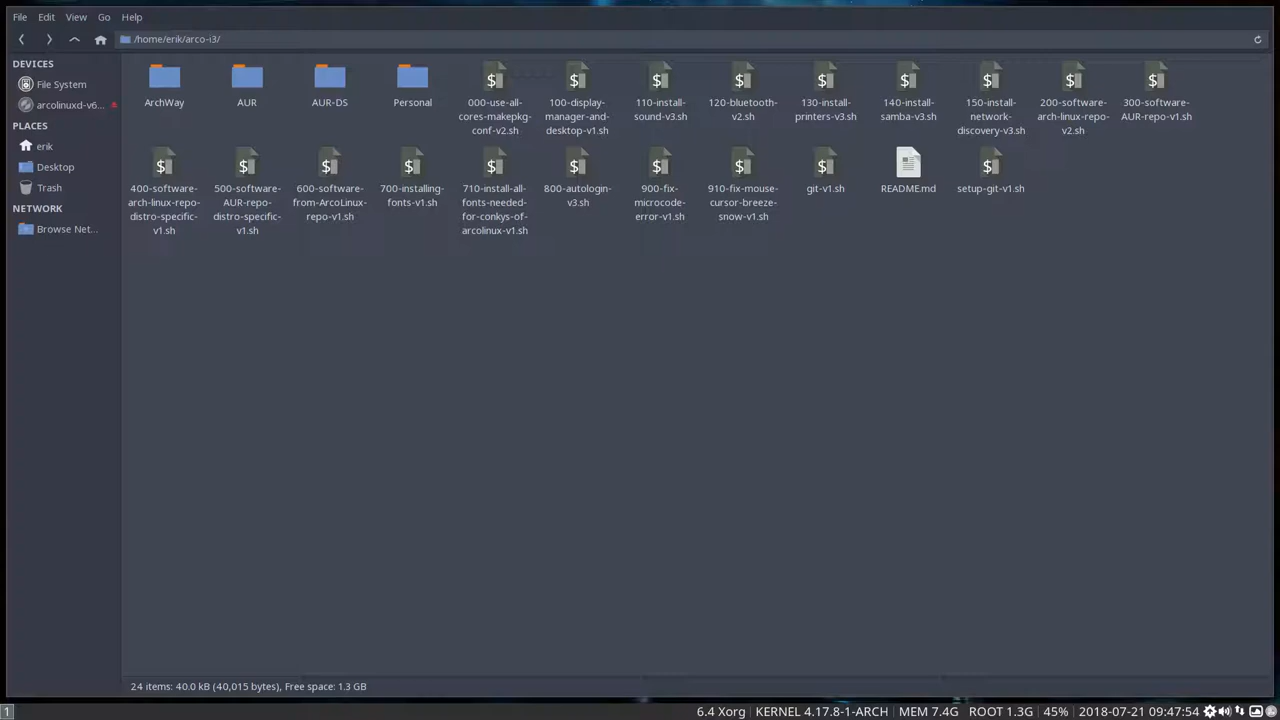 File Edit View Go Help
/home/erik/arco-i3/
DEVICES
File System
arcolinuxd-v6...
PLACES
erik
Desktop
Trash
NETWORK
Browse Net...
ArchWay
AUR
AUR-DS
Personal
000-use-all-
cores-makepkg-
conf-v2.sh
100-display-
manager-and-
desktop-v1.sh
110-install-
sound-v3.sh
120-bluetooth-
v2.sh
130-install-
printers-v3.sh
140-install-
samba-v3.sh
150-install-
network-
discovery-v3.sh
200-software-
arch-linux-repo-
v2.sh
300-software-
AUR-repo-v1.sh
400-software-
arch-linux-repo-
distro-specific-
v1.sh
500-software-
AUR-repo-
distro-specific-
v1.sh
600-software-
from-ArcoLinux-
repo-v1.sh
700-installing-
fonts-v1.sh
710-install-all-
fonts-needed-
for-conkys-of-
arcolinux-v1.sh
800-autologin-
v3.sh
900-fix-
microcode-
error-v1.sh
910-fix-mouse-
cursor-breeze-
snow-v1.sh
git-v1.sh
README.md
setup-git-v1.sh
24 items: 40.0 kB (40,015 bytes), Free space: 1.3 GB
1
6.4 Xorg KERNEL 4.17.8-1-ARCH MEM 7.4G ROOT 1.3G 45% 2018-07-21 09:47:54